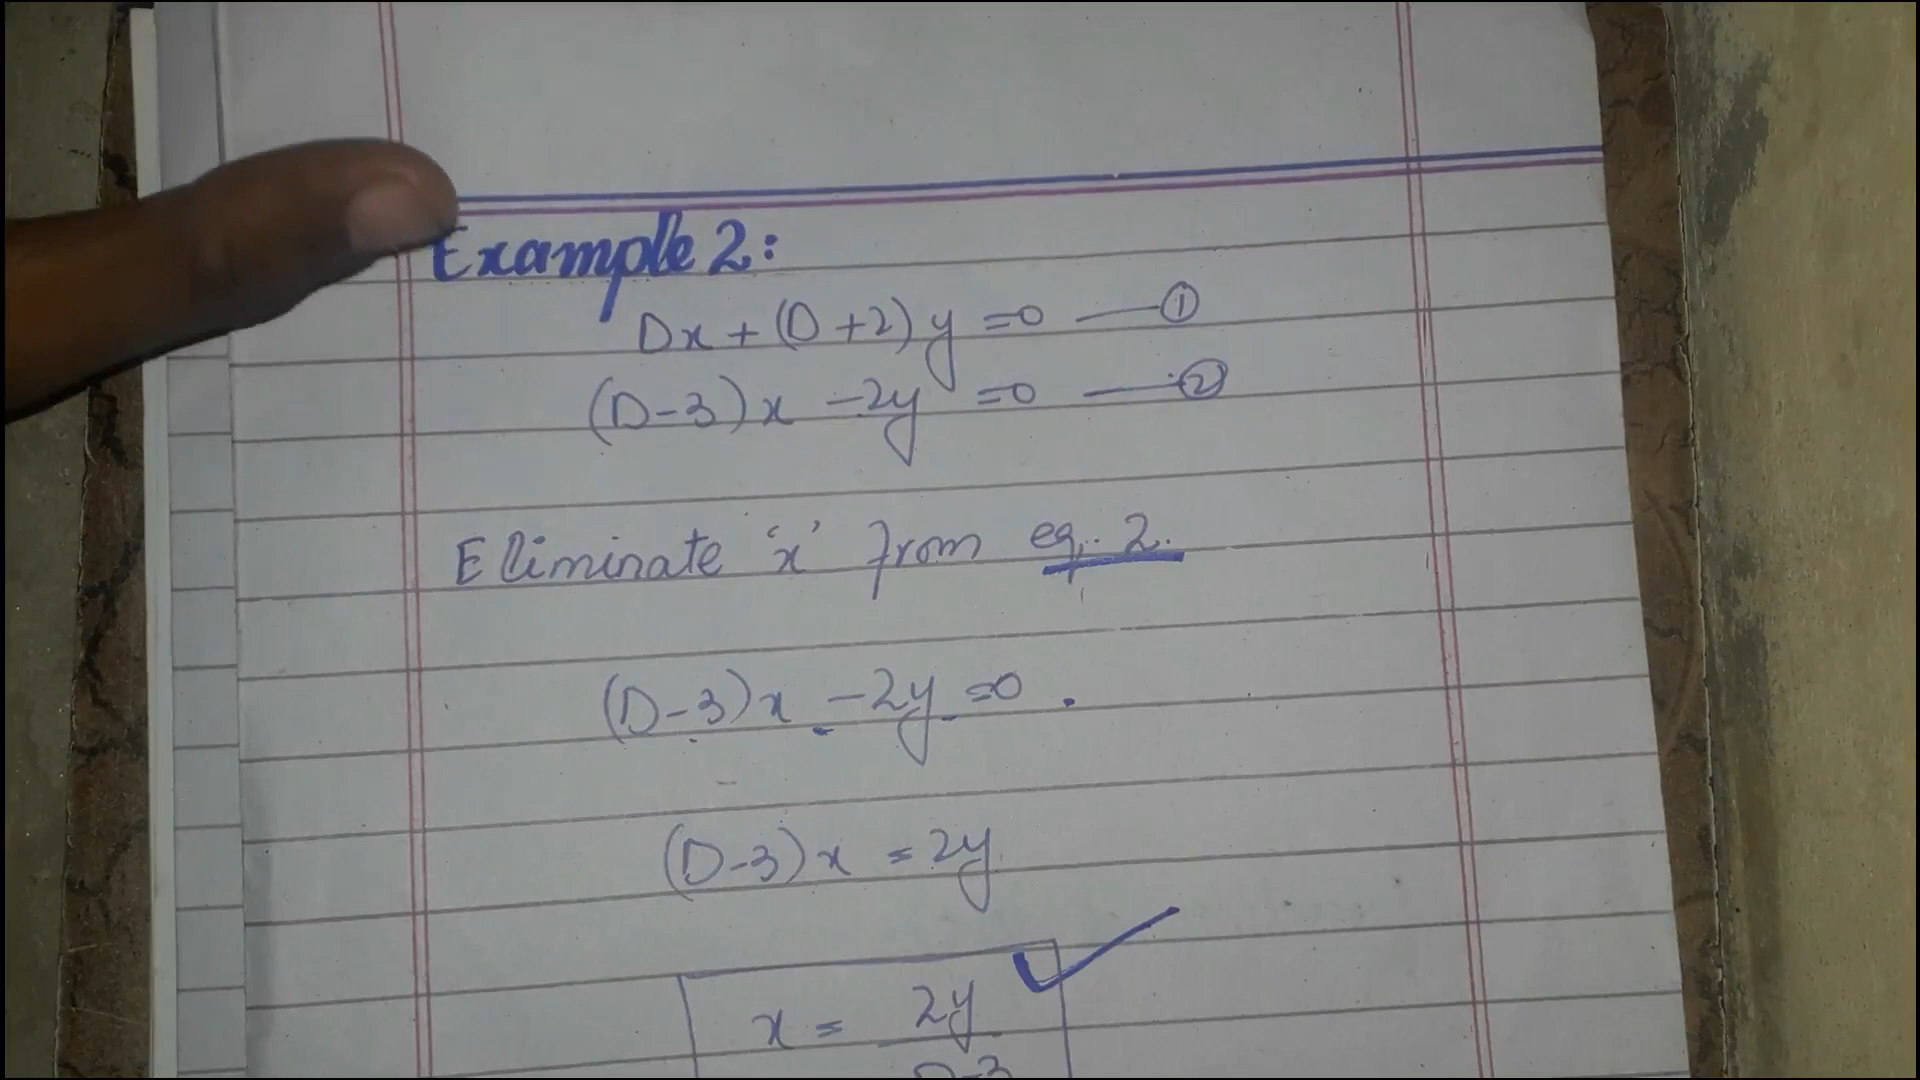 Example 2:
Dx + (D+2)y = 0 — ①
(D-3)x - 2y = 0 — ②
Eliminate 'x' from eq. 2.
(D-3)x - 2y = 0 .
(D-3)x = 2y
x = 2y
D-3